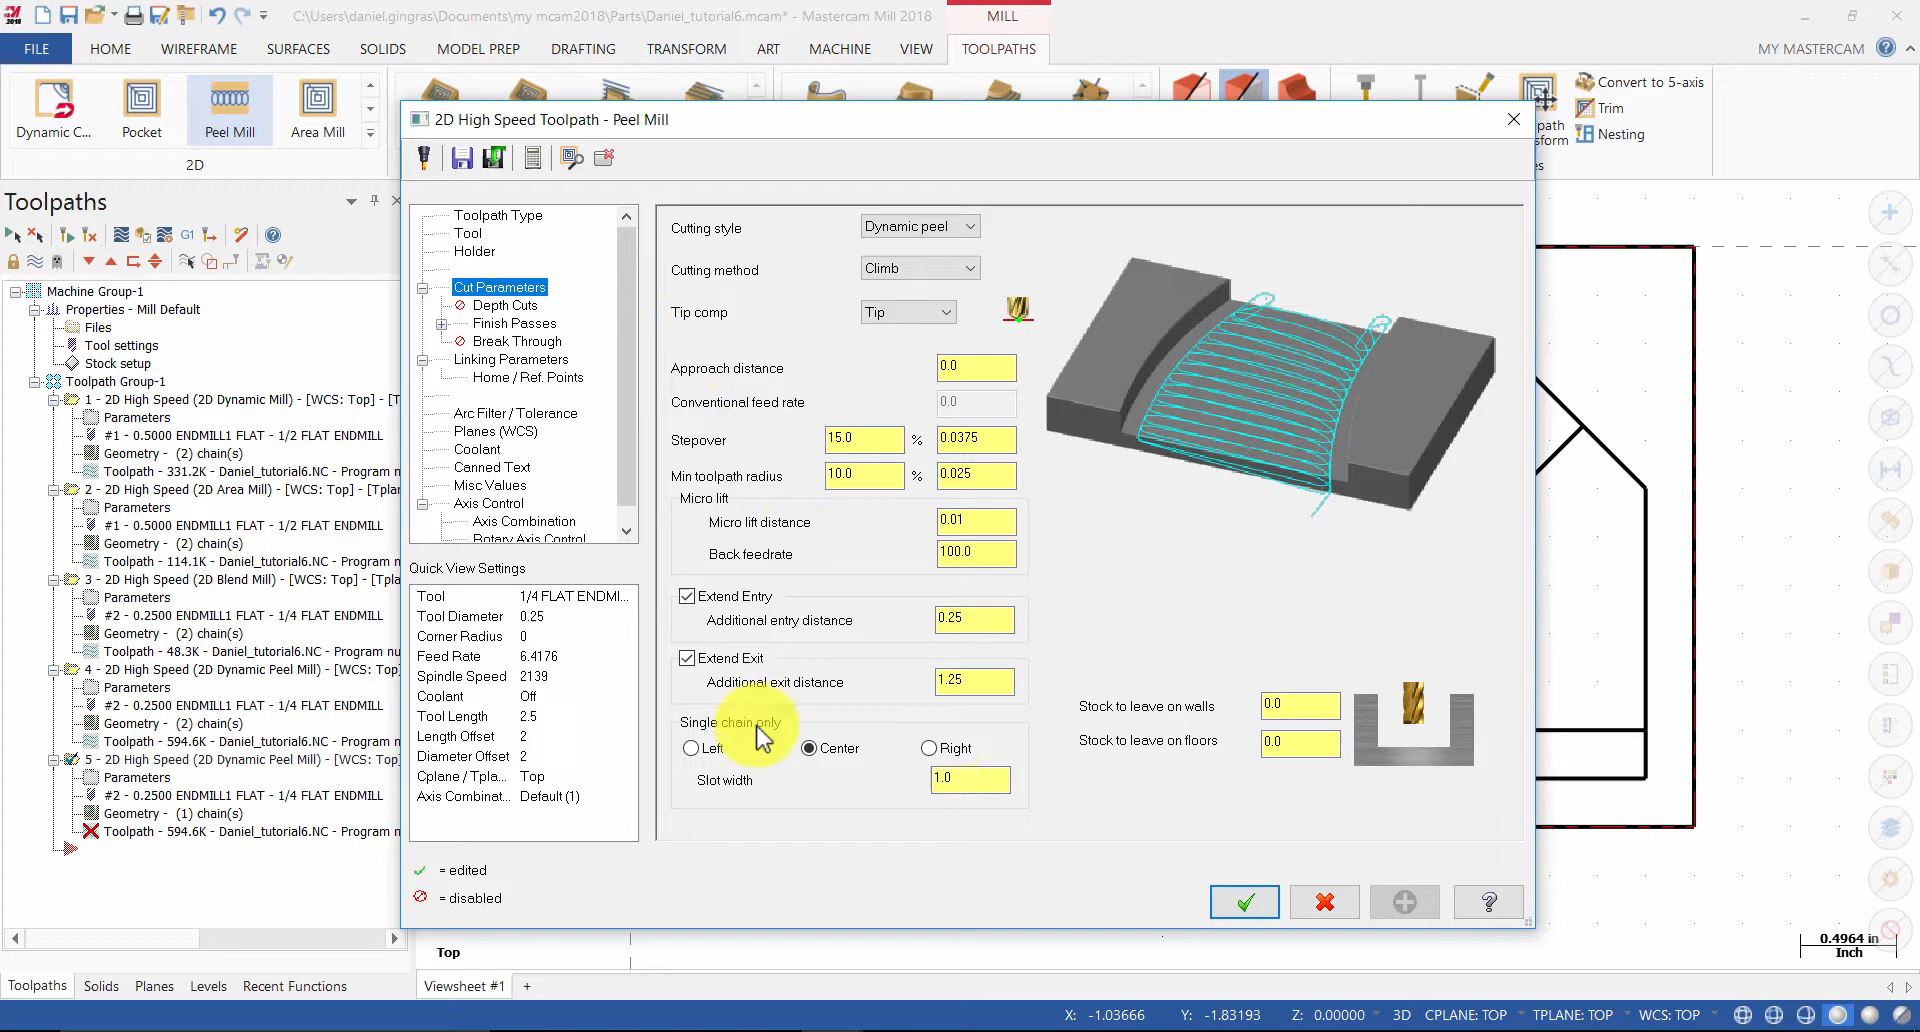 2018
C:\Users\daniel.gingras\Documents\my mcam2018\Parts\Daniel_tutorial6.mcam* - Mastercam Mill 2018
MILL
FILE
HOME
WIREFRAME
SURFACES
SOLIDS
MODEL PREP
DRAFTING
TRANSFORM
ART
MACHINE
VIEW
TOOLPATHS
MY MASTERCAM
Dynamic C...
Pocket
Peel Mill
Area Mill
2D
Convert to 5-axis
Trim
Nesting
Toolpaths
G1
Machine Group-1
Properties - Mill Default
Files
Tool settings
Stock setup
Toolpath Group-1
1 - 2D High Speed (2D Dynamic Mill) - [WCS: Top] - [T
Parameters
#1 - 0.5000 ENDMILL1 FLAT - 1/2 FLAT ENDMILL
Geometry - (2) chain(s)
Toolpath - 331.2K - Daniel_tutorial6.NC - Program n
2 - 2D High Speed (2D Area Mill) - [WCS: Top] - [Tplan
Parameters
#1 - 0.5000 ENDMILL1 FLAT - 1/2 FLAT ENDMILL
Geometry - (2) chain(s)
Toolpath - 114.1K - Daniel_tutorial6.NC - Program n
3 - 2D High Speed (2D Blend Mill) - [WCS: Top] - [Tpla
Parameters
#2 - 0.2500 ENDMILL1 FLAT - 1/4 FLAT ENDMILL
Geometry - (2) chain(s)
Toolpath - 48.3K - Daniel_tutorial6.NC - Program nu
4 - 2D High Speed (2D Dynamic Peel Mill) - [WCS: Top]
Parameters
#2 - 0.2500 ENDMILL1 FLAT - 1/4 FLAT ENDMILL
Geometry - (2) chain(s)
Toolpath - 594.6K - Daniel_tutorial6.NC - Program n
5 - 2D High Speed (2D Dynamic Peel Mill) - [WCS: Top]
Parameters
#2 - 0.2500 ENDMILL1 FLAT - 1/4 FLAT ENDMILL
Geometry - (1) chain(s)
Toolpath - 594.6K - Daniel_tutorial6.NC - Program n
2D High Speed Toolpath - Peel Mill
Toolpath Type
Tool
Holder
Cut Parameters
Depth Cuts
Finish Passes
Break Through
Linking Parameters
Home / Ref. Points
Arc Filter / Tolerance
Planes (WCS)
Coolant
Canned Text
Misc Values
Axis Control
Axis Combination
Rotary Axis Control
Quick View Settings
Tool 1/4 FLAT ENDMI...
Tool Diameter 0.25
Corner Radius 0
Feed Rate 6.4176
Spindle Speed 2139
Coolant Off
Tool Length 2.5
Length Offset 2
Diameter Offset 2
Cplane / Tpla... Top
Axis Combinat... Default (1)
= edited
= disabled
Cutting style Dynamic peel
Cutting method Climb
Tip comp Tip
Approach distance 0.0
Conventional feed rate 0.0
Stepover 15.0 % 0.0375
Min toolpath radius 10.0 % 0.025
Micro lift
Micro lift distance 0.01
Back feedrate 100.0
Extend Entry
Additional entry distance 0.25
Extend Exit
Additional exit distance 1.25
Single chain only
Left Center Right
Slot width 1.0
Stock to leave on walls 0.0
Stock to leave on floors 0.0
Top
0.4964 in
Inch
Toolpaths
Solids
Planes
Levels
Recent Functions
Viewsheet #1
+
X: -1.03666
Y: -1.83193
Z: 0.00000
3D
CPLANE: TOP
TPLANE: TOP
WCS: TOP